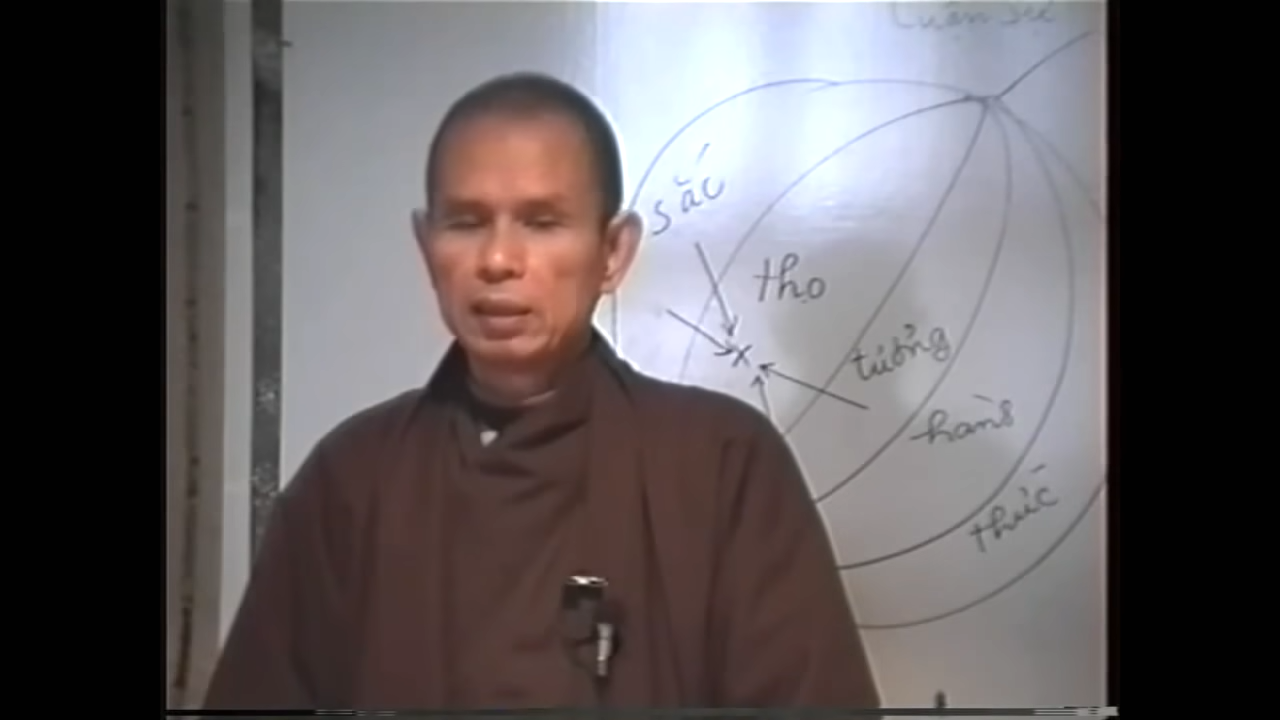 sắc
thọ
tưởng
hành
thức